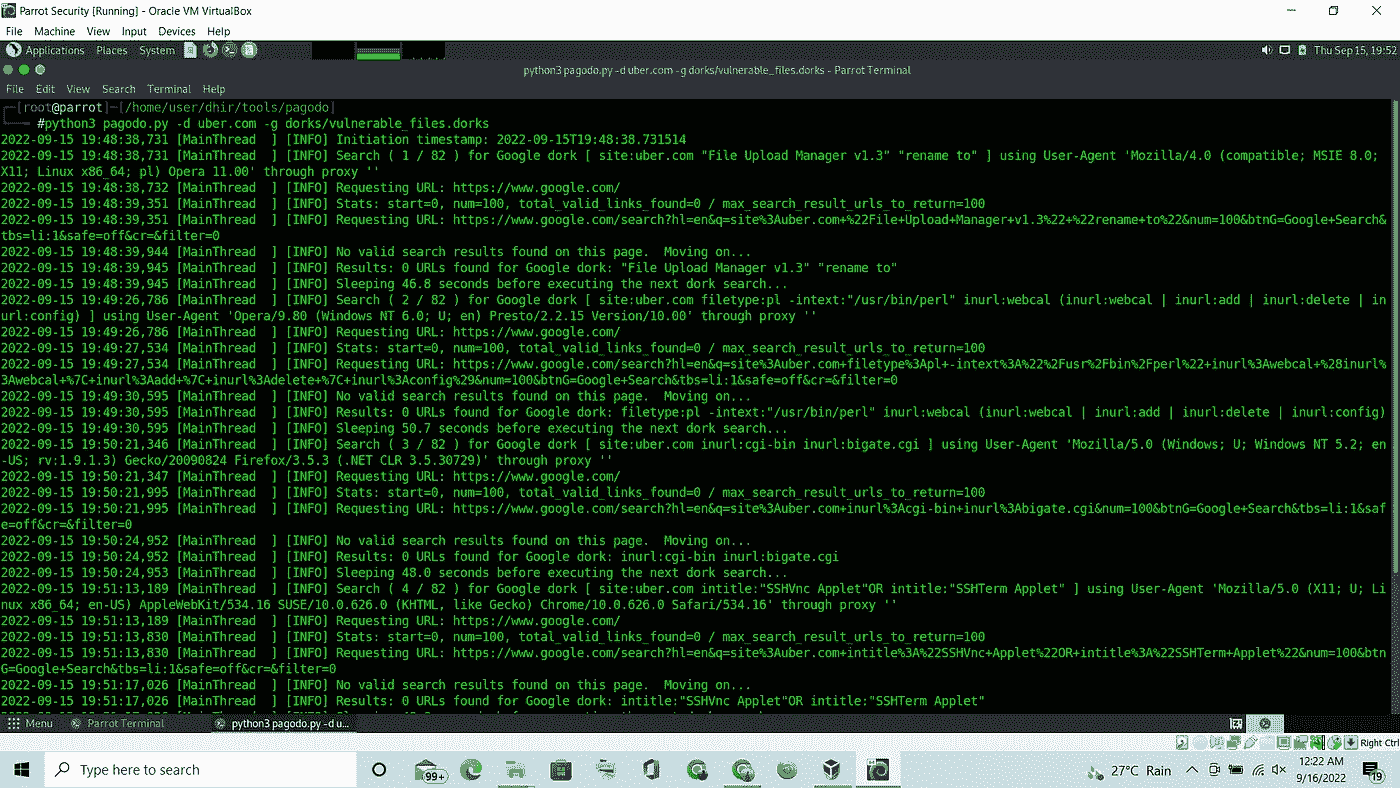 Parrot Security [Running] - Oracle VM VirtualBox
File Machine View Input Devices Help
Applications Places System Thu Sep 15, 19:52
python3 pagodo.py -d uber.com -g dorks/vulnerable_files.dorks - Parrot Terminal
File Edit View Search Terminal Help
[root@parrot]-[/home/user/dhir/tools/pagodo]
#python3 pagodo.py -d uber.com -g dorks/vulnerable_files.dorks
2022-09-15 19:48:38,731 [MainThread  ] [INFO] Initiation timestamp: 2022-09-15T19:48:38.731514
2022-09-15 19:48:38,731 [MainThread  ] [INFO] Search ( 1 / 82 ) for Google dork [ site:uber.com "File Upload Manager v1.3" "rename to" ] using User-Agent 'Mozilla/4.0 (compatible; MSIE 8.0;
X11; Linux x86_64; pl) Opera 11.00' through proxy ''
2022-09-15 19:48:38,732 [MainThread  ] [INFO] Requesting URL: https://www.google.com/
2022-09-15 19:48:39,351 [MainThread  ] [INFO] Stats: start=0, num=100, total_valid_links_found=0 / max_search_result_urls_to_return=100
2022-09-15 19:48:39,351 [MainThread  ] [INFO] Requesting URL: https://www.google.com/search?hl=en&q=site%3Auber.com+%22File+Upload+Manager+v1.3%22+%22rename+to%22&num=100&btnG=Google+Search&
tbs=li:1&safe=off&cr=&filter=0
2022-09-15 19:48:39,944 [MainThread  ] [INFO] No valid search results found on this page.  Moving on...
2022-09-15 19:48:39,945 [MainThread  ] [INFO] Results: 0 URLs found for Google dork: "File Upload Manager v1.3" "rename to"
2022-09-15 19:48:39,945 [MainThread  ] [INFO] Sleeping 46.8 seconds before executing the next dork search...
2022-09-15 19:49:26,786 [MainThread  ] [INFO] Search ( 2 / 82 ) for Google dork [ site:uber.com filetype:pl -intext:"/usr/bin/perl" inurl:webcal (inurl:webcal | inurl:add | inurl:delete | in
url:config) ] using User-Agent 'Opera/9.80 (Windows NT 6.0; U; en) Presto/2.2.15 Version/10.00' through proxy ''
2022-09-15 19:49:26,786 [MainThread  ] [INFO] Requesting URL: https://www.google.com/
2022-09-15 19:49:27,534 [MainThread  ] [INFO] Stats: start=0, num=100, total_valid_links_found=0 / max_search_result_urls_to_return=100
2022-09-15 19:49:27,534 [MainThread  ] [INFO] Requesting URL: https://www.google.com/search?hl=en&q=site%3Auber.com+filetype%3Apl+-intext%3A%22%2Fusr%2Fbin%2Fperl%22+inurl%3Awebcal+%28inurl%
3Awebcal+%7C+inurl%3Aadd+%7C+inurl%3Adelete+%7C+inurl%3Aconfig%29&num=100&btnG=Google+Search&tbs=li:1&safe=off&cr=&filter=0
2022-09-15 19:49:30,595 [MainThread  ] [INFO] No valid search results found on this page.  Moving on...
2022-09-15 19:49:30,595 [MainThread  ] [INFO] Results: 0 URLs found for Google dork: filetype:pl -intext:"/usr/bin/perl" inurl:webcal (inurl:webcal | inurl:add | inurl:delete | inurl:config)
2022-09-15 19:49:30,595 [MainThread  ] [INFO] Sleeping 50.7 seconds before executing the next dork search...
2022-09-15 19:50:21,346 [MainThread  ] [INFO] Search ( 3 / 82 ) for Google dork [ site:uber.com inurl:cgi-bin inurl:bigate.cgi ] using User-Agent 'Mozilla/5.0 (Windows; U; Windows NT 5.2; en
-US; rv:1.9.1.3) Gecko/20090824 Firefox/3.5.3 (.NET CLR 3.5.30729)' through proxy ''
2022-09-15 19:50:21,347 [MainThread  ] [INFO] Requesting URL: https://www.google.com/
2022-09-15 19:50:21,995 [MainThread  ] [INFO] Stats: start=0, num=100, total_valid_links_found=0 / max_search_result_urls_to_return=100
2022-09-15 19:50:21,995 [MainThread  ] [INFO] Requesting URL: https://www.google.com/search?hl=en&q=site%3Auber.com+inurl%3Acgi-bin+inurl%3Abigate.cgi&num=100&btnG=Google+Search&tbs=li:1&saf
e=off&cr=&filter=0
2022-09-15 19:50:24,952 [MainThread  ] [INFO] No valid search results found on this page.  Moving on...
2022-09-15 19:50:24,952 [MainThread  ] [INFO] Results: 0 URLs found for Google dork: inurl:cgi-bin inurl:bigate.cgi
2022-09-15 19:50:24,953 [MainThread  ] [INFO] Sleeping 48.0 seconds before executing the next dork search...
2022-09-15 19:51:13,189 [MainThread  ] [INFO] Search ( 4 / 82 ) for Google dork [ site:uber.com intitle:"SSHVnc Applet"OR intitle:"SSHTerm Applet" ] using User-Agent 'Mozilla/5.0 (X11; U; Li
nux x86_64; en-US) AppleWebKit/534.16 SUSE/10.0.626.0 (KHTML, like Gecko) Chrome/10.0.626.0 Safari/534.16' through proxy ''
2022-09-15 19:51:13,189 [MainThread  ] [INFO] Requesting URL: https://www.google.com/
2022-09-15 19:51:13,830 [MainThread  ] [INFO] Stats: start=0, num=100, total_valid_links_found=0 / max_search_result_urls_to_return=100
2022-09-15 19:51:13,830 [MainThread  ] [INFO] Requesting URL: https://www.google.com/search?hl=en&q=site%3Auber.com+intitle%3A%22SSHVnc+Applet%22OR+intitle%3A%22SSHTerm+Applet%22&num=100&btn
G=Google+Search&tbs=li:1&safe=off&cr=&filter=0
2022-09-15 19:51:17,026 [MainThread  ] [INFO] No valid search results found on this page.  Moving on...
2022-09-15 19:51:17,026 [MainThread  ] [INFO] Results: 0 URLs found for Google dork: intitle:"SSHVnc Applet"OR intitle:"SSHTerm Applet"
Menu Parrot Terminal python3 pagodo.py -d u...
Right Ctrl
Type here to search 99+ 27°C Rain 12:22 AM
9/16/2022 19